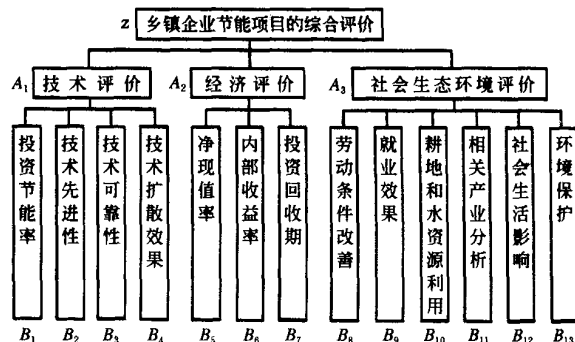 z 乡镇企业节能项目的综合评价
A₁ 技术评价
A₂ 经济评价
A₃ 社会生态环境评价
投资节能率
技术先进性
技术可靠性
技术扩散效果
净现值率
内部收益率
投资回收期
劳动条件改善
就业效果
耕地和水资源利用
相关产业分析
社会生活影响
环境保护
B₁ B₂ B₃ B₄ B₅ B₆ B₇ B₈ B₉ B₁₀ B₁₁ B₁₂ B₁₃